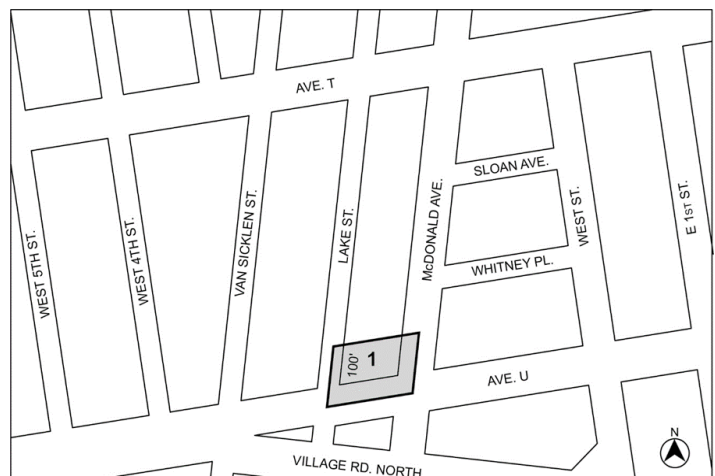 AVE. T
SLOAN AVE.
WEST 5TH ST.
WEST 4TH ST.
VAN SICKLEN ST.
LAKE ST.
McDONALD AVE.
WEST ST.
E 1ST ST.
WHITNEY PL.
100'
1
AVE. U
N
VILLAGE RD. NORTH